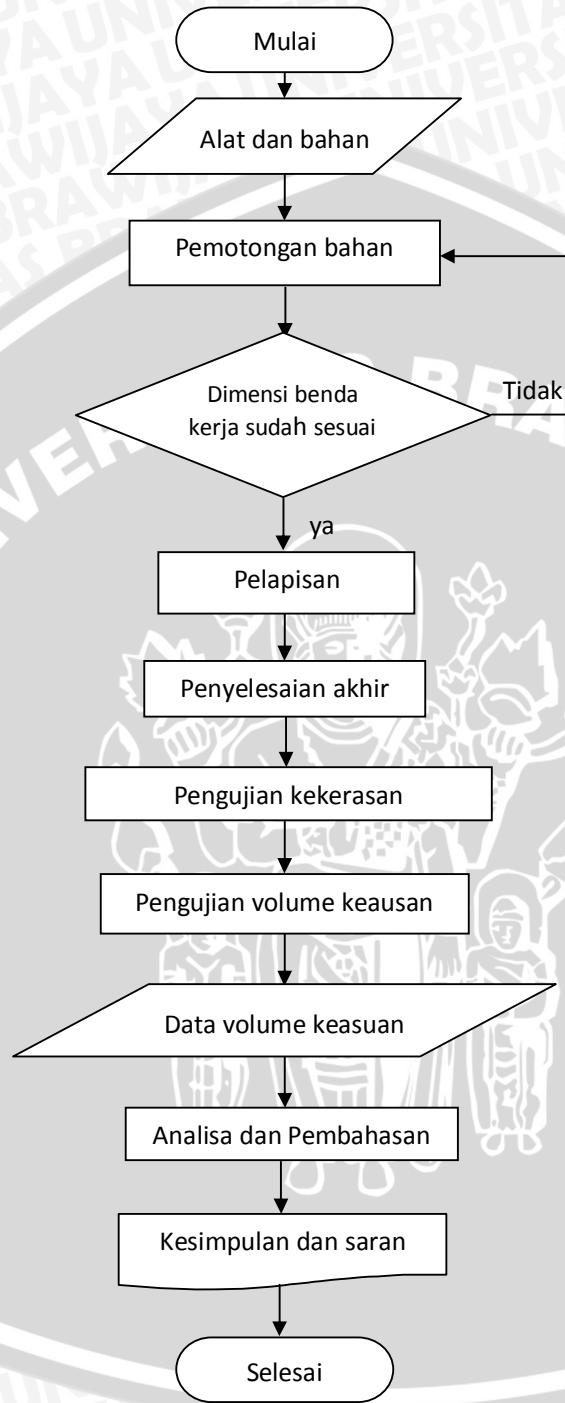 Mulai
Alat dan bahan
Pemotongan bahan
Dimensi benda
kerja sudah sesuai
Tidak
ya
Pelapisan
Penyelesaian akhir
Pengujian kekerasan
Pengujian volume keausan
Data volume keasuan
Analisa dan Pembahasan
Kesimpulan dan saran
Selesai